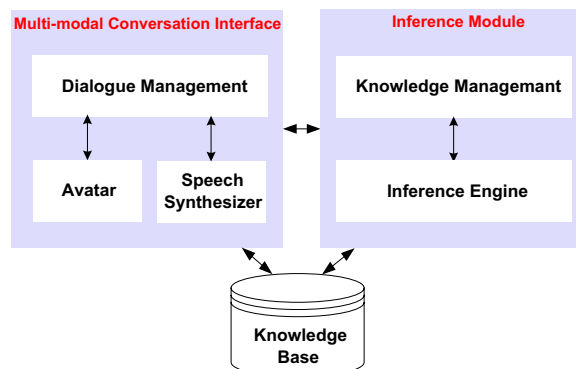 Multi-modal Conversation Interface
Dialogue Management
Avatar
Speech
Synthesizer
Inference Module
Knowledge Managemant
Inference Engine
Knowledge
Base